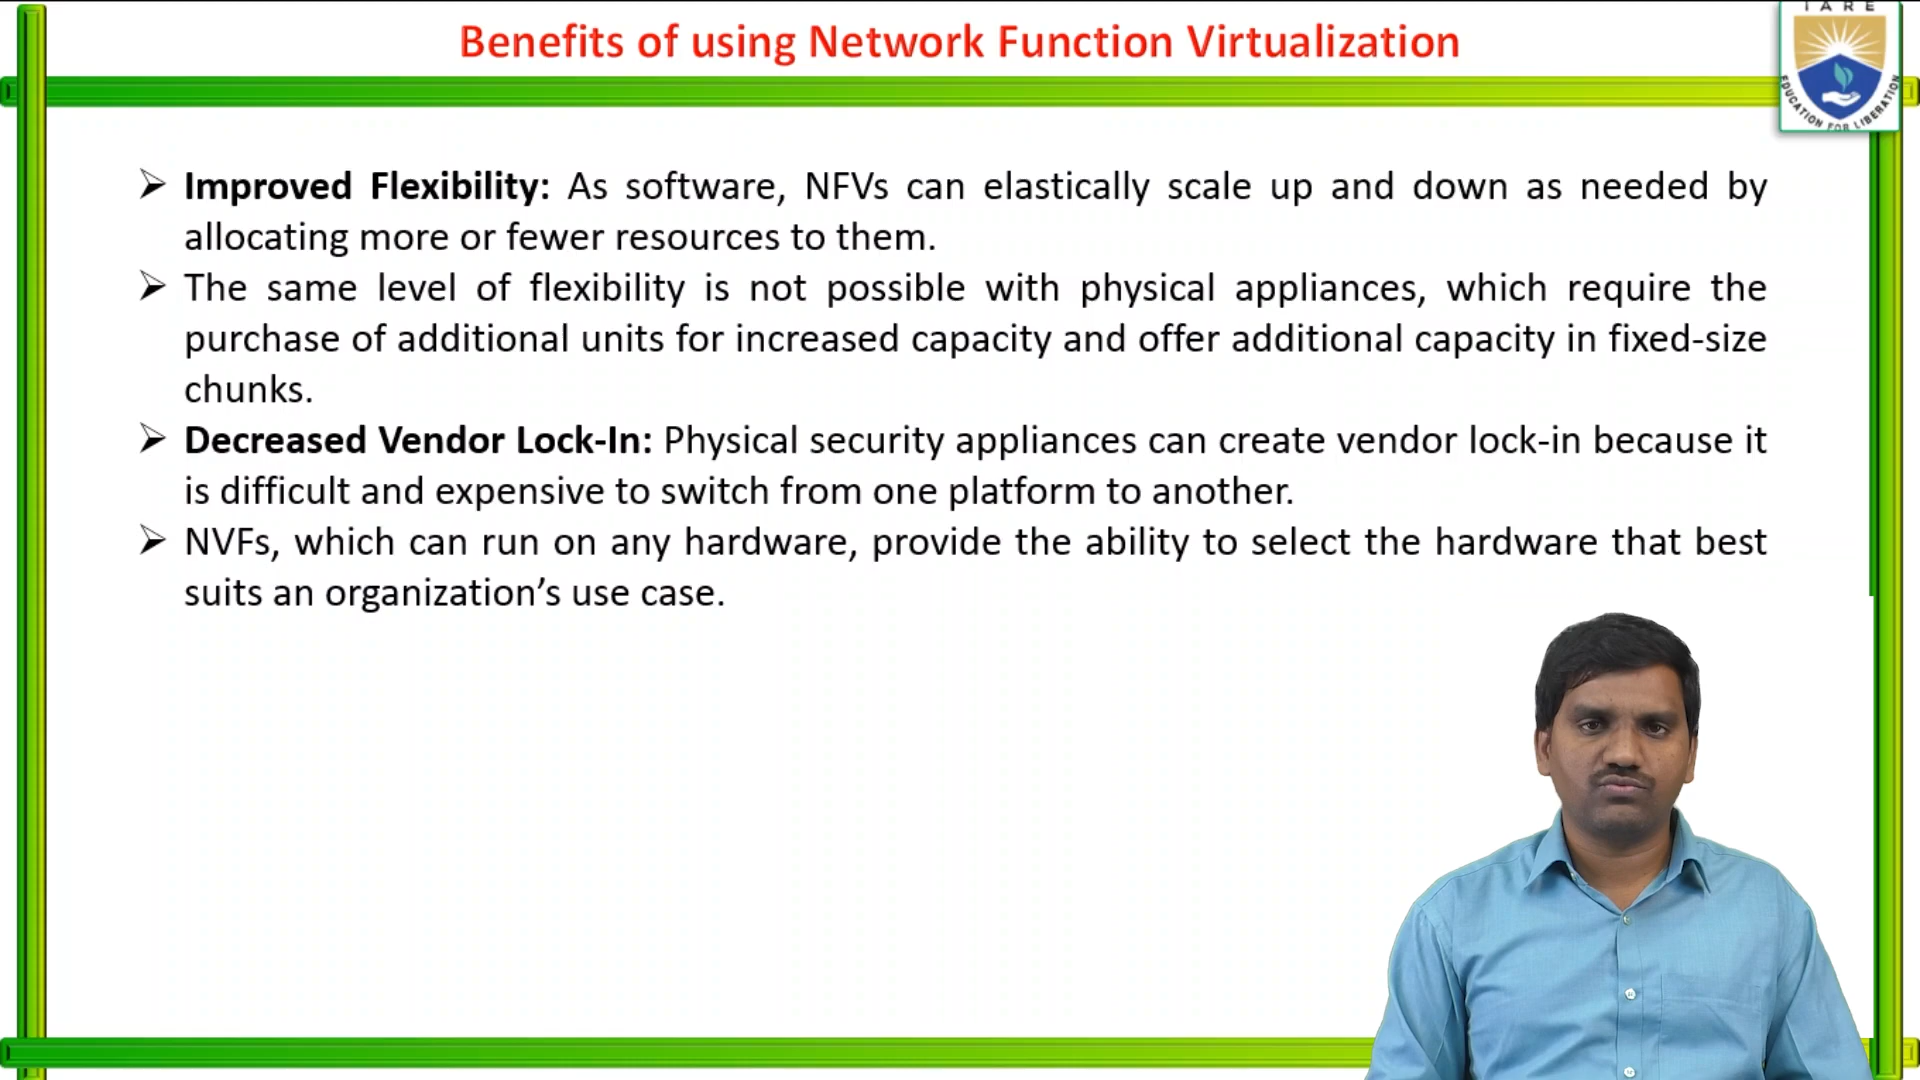 IARE
Benefits of using Network Function Virtualization
EDUCATION FOR LIBERATION
➢ Improved Flexibility: As software, NFVs can elastically scale up and down as needed by
allocating more or fewer resources to them.
➢ The same level of flexibility is not possible with physical appliances, which require the
purchase of additional units for increased capacity and offer additional capacity in fixed-size
chunks.
➢ Decreased Vendor Lock-In: Physical security appliances can create vendor lock-in because it
is difficult and expensive to switch from one platform to another.
➢ NVFs, which can run on any hardware, provide the ability to select the hardware that best
suits an organization’s use case.